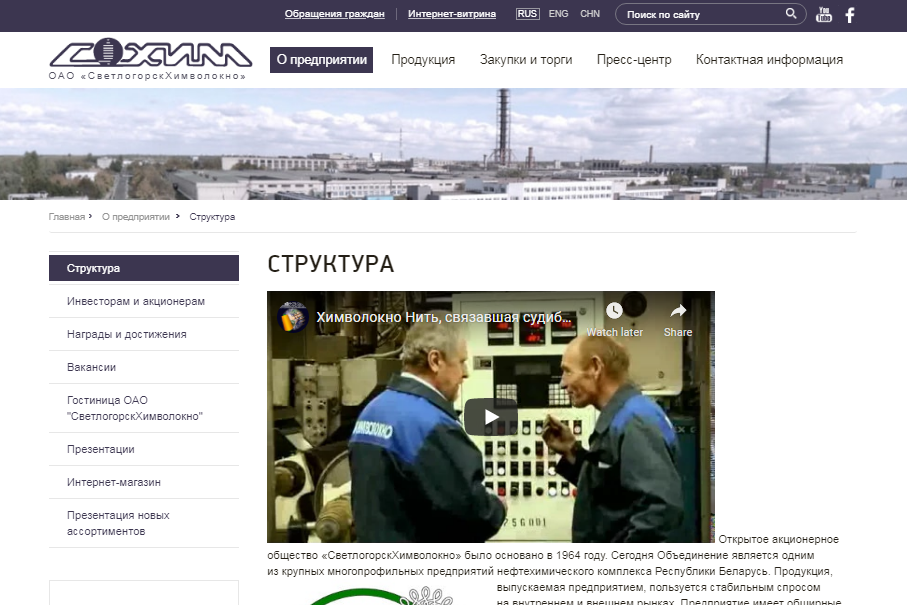 Обращения граждан
Интернет-витрина
RUS ENG CHN
Поиск по сайту
You Tube
СОХИМ
ОАО «СветлогорскХимволокно»
О предприятии
Продукция
Закупки и торги
Пресс-центр
Контактная информация
Главная
О предприятии
Структура
Структура
Инвесторам и акционерам
Награды и достижения
Вакансии
Гостиница ОАО
"СветлогорскХимволокно"
Презентации
Интернет-магазин
Презентация новых
ассортиментов
СТРУКТУРА
Химволокно Нить, связавшая судиб...
Watch later
Share
Открытое акционерное
общество «СветлогорскХимволокно» было основано в 1964 году. Сегодня Объединение является одним
из крупных многопрофильных предприятий нефтехимического комплекса Республики Беларусь. Продукция,
выпускаемая предприятием, пользуется стабильным спросом
на внутреннем и внешнем рынках. Предприятие имеет обширные